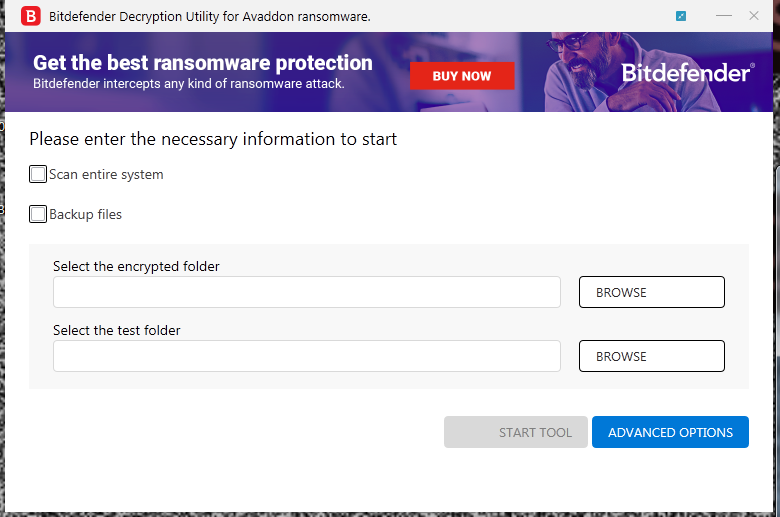 B Bitdefender Decryption Utility for Avaddon ransomware.
Get the best ransomware protection
Bitdefender intercepts any kind of ransomware attack.
BUY NOW
Bitdefender®
Please enter the necessary information to start
Scan entire system
Backup files
Select the encrypted folder
BROWSE
Select the test folder
BROWSE
START TOOL
ADVANCED OPTIONS